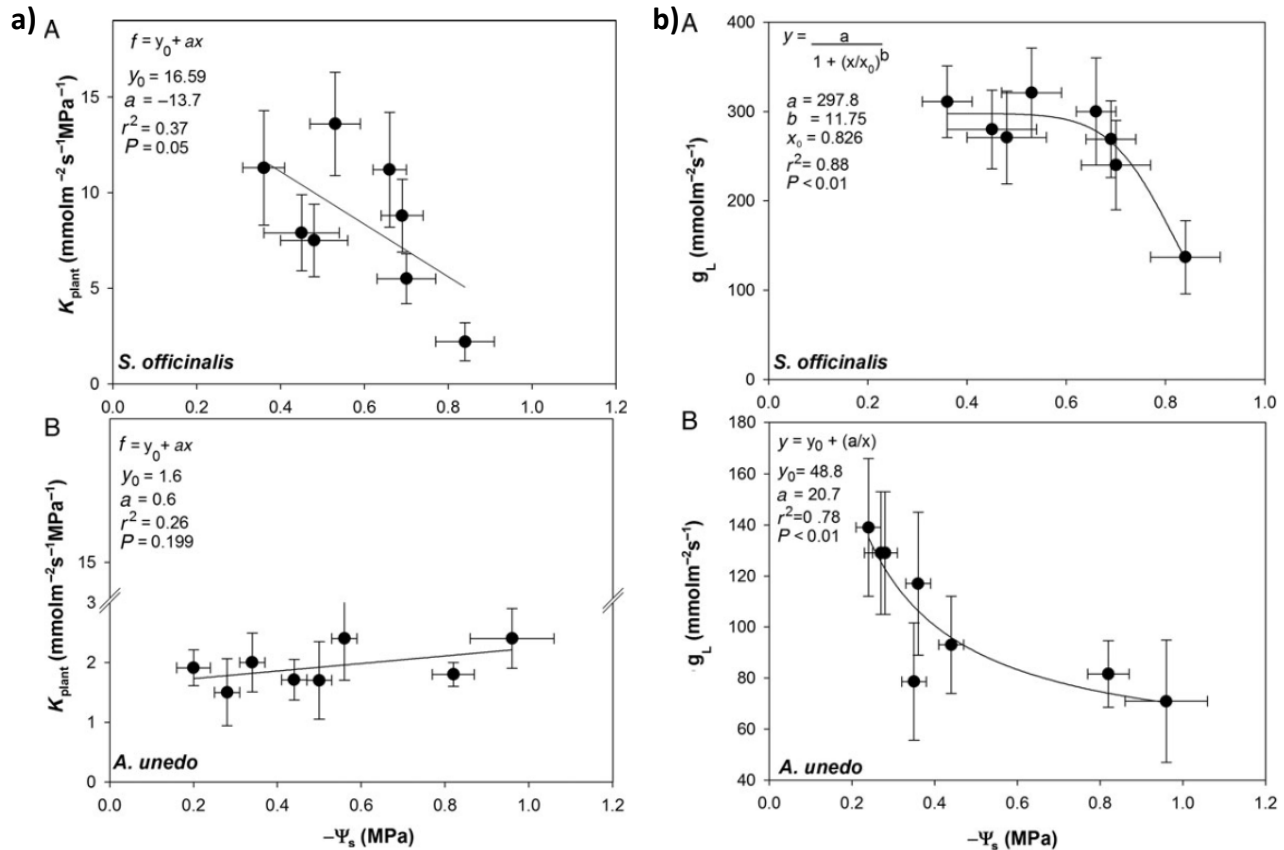 a) A
f = y₀ + ax
y₀ = 16.59
a = –13.7
r² = 0.37
P = 0.05
K_plant (mmolm⁻²s⁻¹MPa⁻¹)
15
10
5
0
S. officinalis
0.0 0.2 0.4 0.6 0.8 1.0 1.2
B
f = y₀ + ax
y₀ = 1.6
a = 0.6
r² = 0.26
P = 0.199
K_plant (mmolm⁻²s⁻¹MPa⁻¹)
15
3
2
1
0
A. unedo
0.0 0.2 0.4 0.6 0.8 1.0 1.2
–Ψₛ (MPa)
b) A
y = a
1 + (x/x₀)ᵇ
a = 297.8
b = 11.75
x₀ = 0.826
r² = 0.88
P < 0.01
g_L (mmolm⁻²s⁻¹)
400
300
200
100
0
S. officinalis
0.0 0.2 0.4 0.6 0.8 1.0
B
y = y₀ + (a/x)
y₀ = 48.8
a = 20.7
r² =0 .78
P < 0.01
g_L (mmolm⁻²s⁻¹)
180
160
140
120
100
80
60
40
A. unedo
0.0 0.2 0.4 0.6 0.8 1.0 1.2
–Ψₛ (MPa)